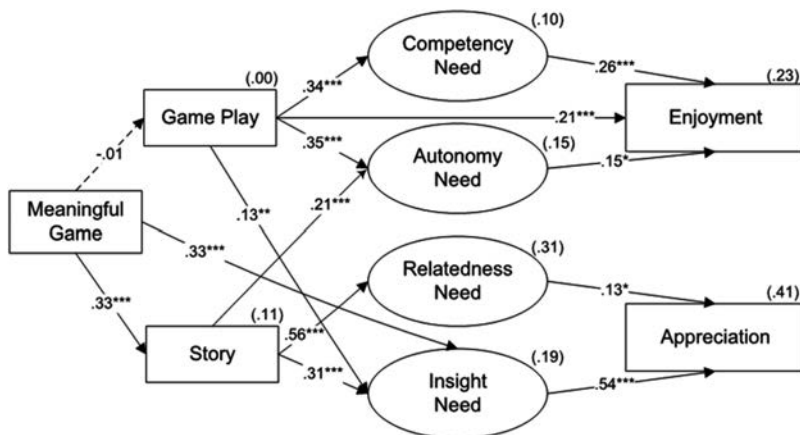 Competency
Need
(.10)
(.00)
.34***
.26***
(.23)
Game Play
.21***
Enjoyment
-.01
.35***
Autonomy
Need
(.15)
.15*
Meaningful
Game
.13**
.21***
.33***
Relatedness
Need
(.31)
.33***
.13*
(.41)
(.11)
.56***
Story
Appreciation
.31***
Insight
Need
(.19)
.54***